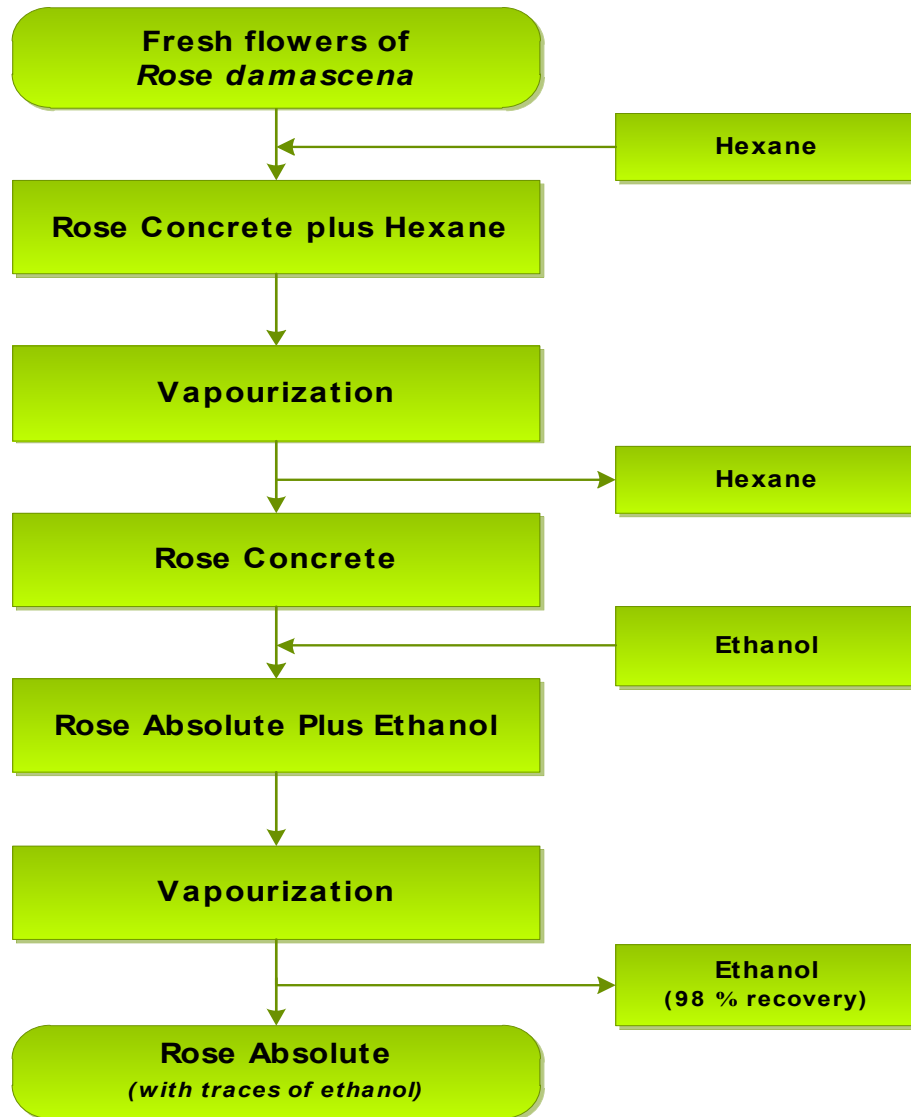 Fresh flowers of
Rose damascena
Hexane
Rose Concrete plus Hexane
Vapourization
Hexane
Rose Concrete
Ethanol
Rose Absolute Plus Ethanol
Vapourization
Ethanol
(98 % recovery)
Rose Absolute
(with traces of ethanol)